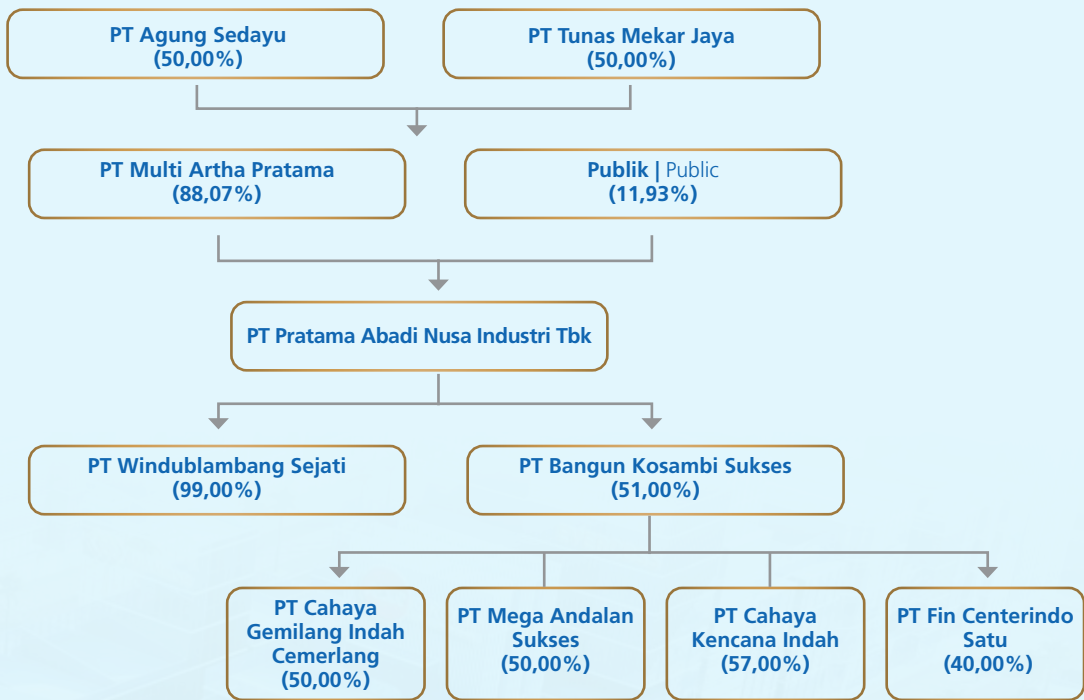 PT Agung Sedayu
(50,00%)
PT Tunas Mekar Jaya
(50,00%)
PT Multi Artha Pratama
(88,07%)
Publik | Public
(11,93%)
PT Pratama Abadi Nusa Industri Tbk
PT Windublambang Sejati
(99,00%)
PT Bangun Kosambi Sukses
(51,00%)
PT Cahaya
Gemilang Indah
Cemerlang
(50,00%)
PT Mega Andalan
Sukses
(50,00%)
PT Cahaya
Kencana Indah
(57,00%)
PT Fin Centerindo
Satu
(40,00%)